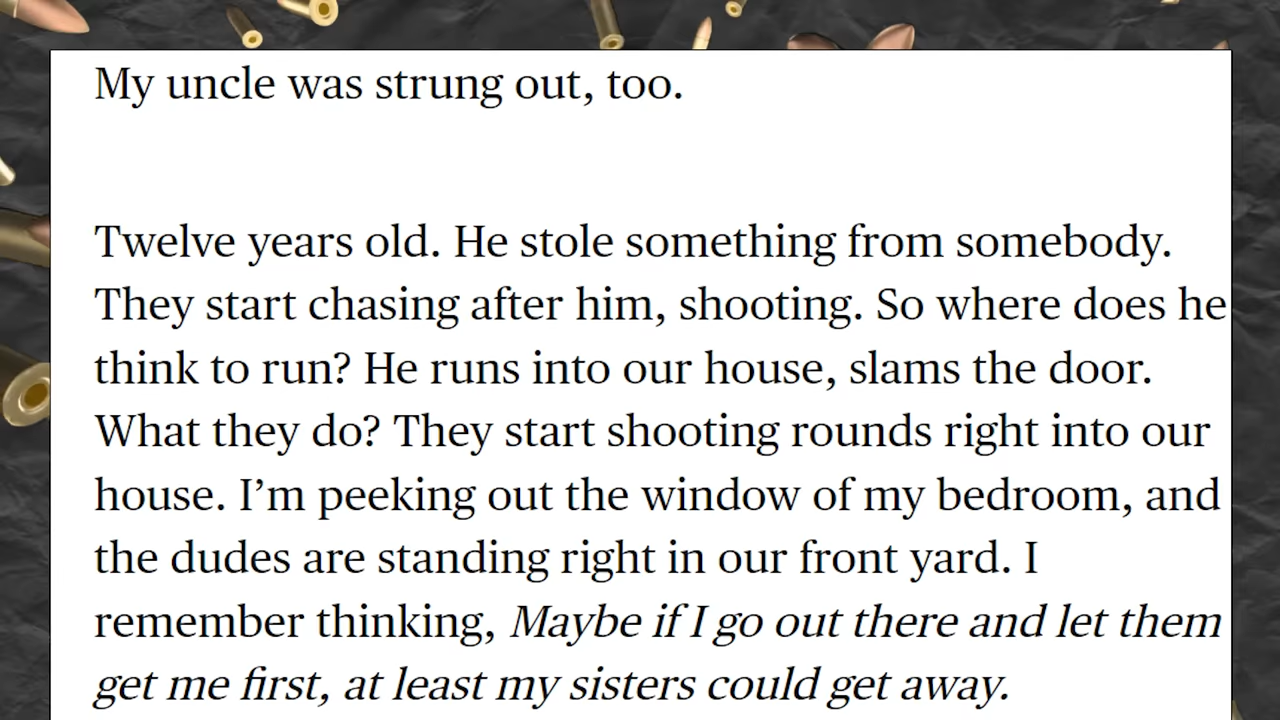 My uncle was strung out, too.
Twelve years old. He stole something from somebody.
They start chasing after him, shooting. So where does he
think to run? He runs into our house, slams the door.
What they do? They start shooting rounds right into our
house. I’m peeking out the window of my bedroom, and
the dudes are standing right in our front yard. I
remember thinking, Maybe if I go out there and let them
get me first, at least my sisters could get away.